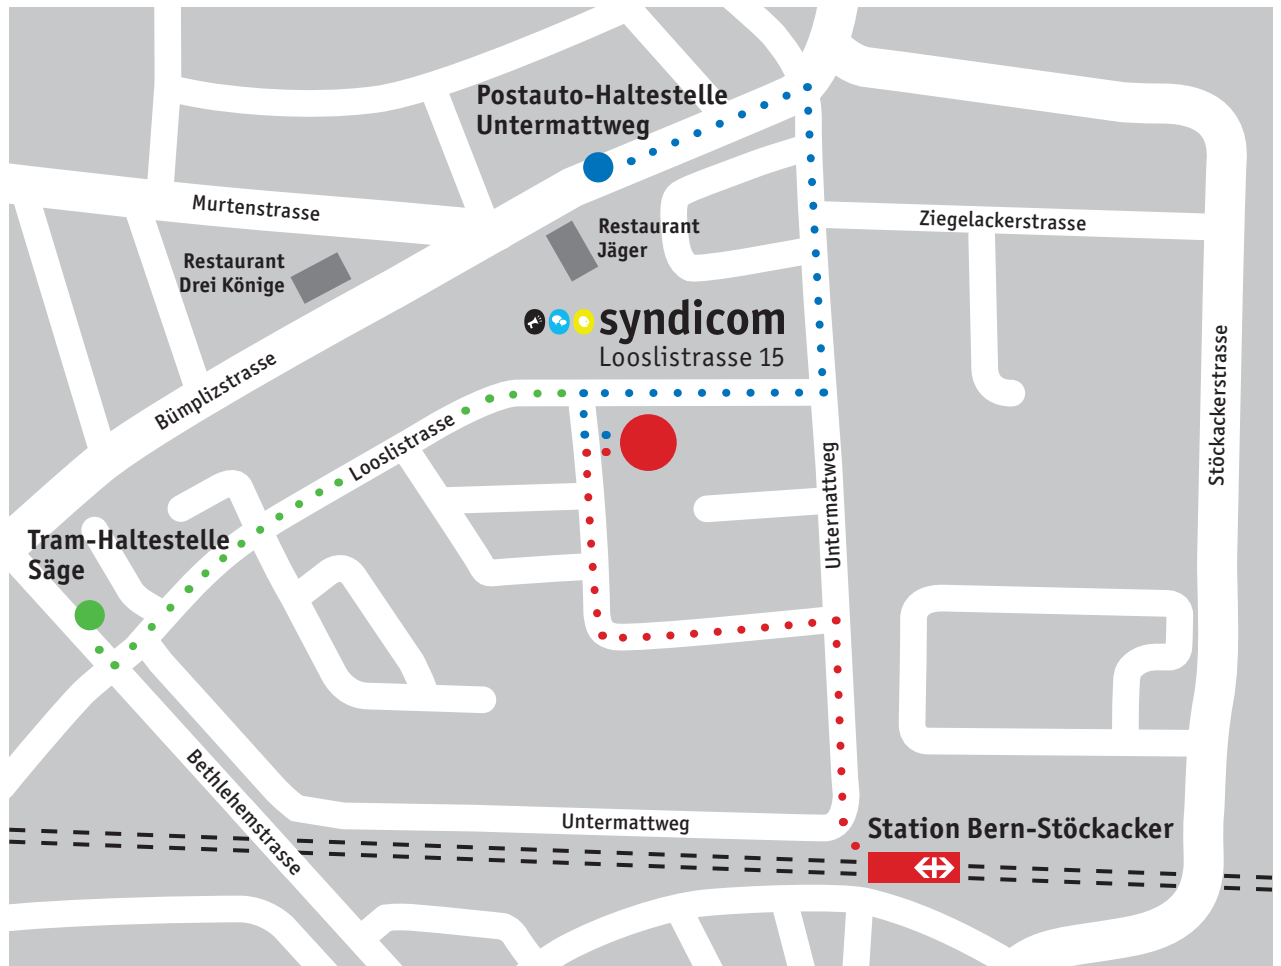 Postauto-Haltestelle
Untermattweg
Murtenstrasse
Restaurant
Jäger
Ziegelackerstrasse
Restaurant
Drei Könige
syndicom
Looslistrasse 15
Bümplizstrasse
Looslistrasse
Untermattweg
Stöckackerstrasse
Tram-Haltestelle
Säge
Bethlehemstrasse
Untermattweg
Station Bern-Stöckacker